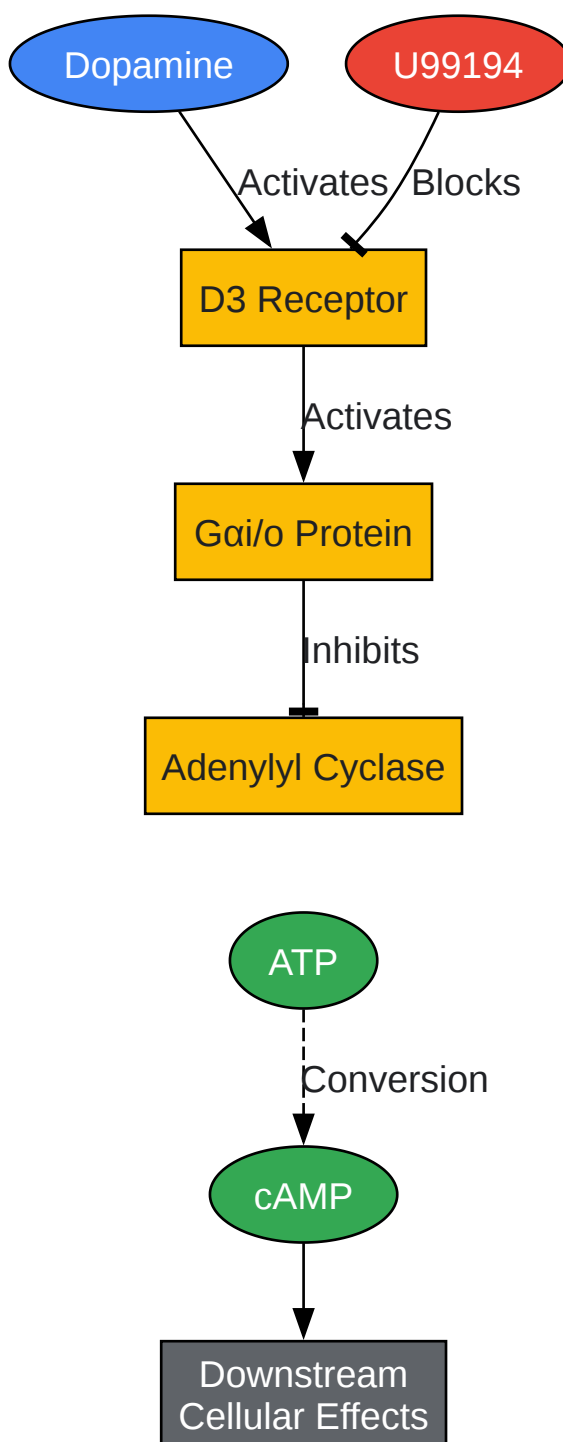 Dopamine
U99194
Activates
Blocks
D3 Receptor
Activates
Gαi/o Protein
Inhibits
Adenylyl Cyclase
ATP
Conversion
cAMP
Downstream
Cellular Effects